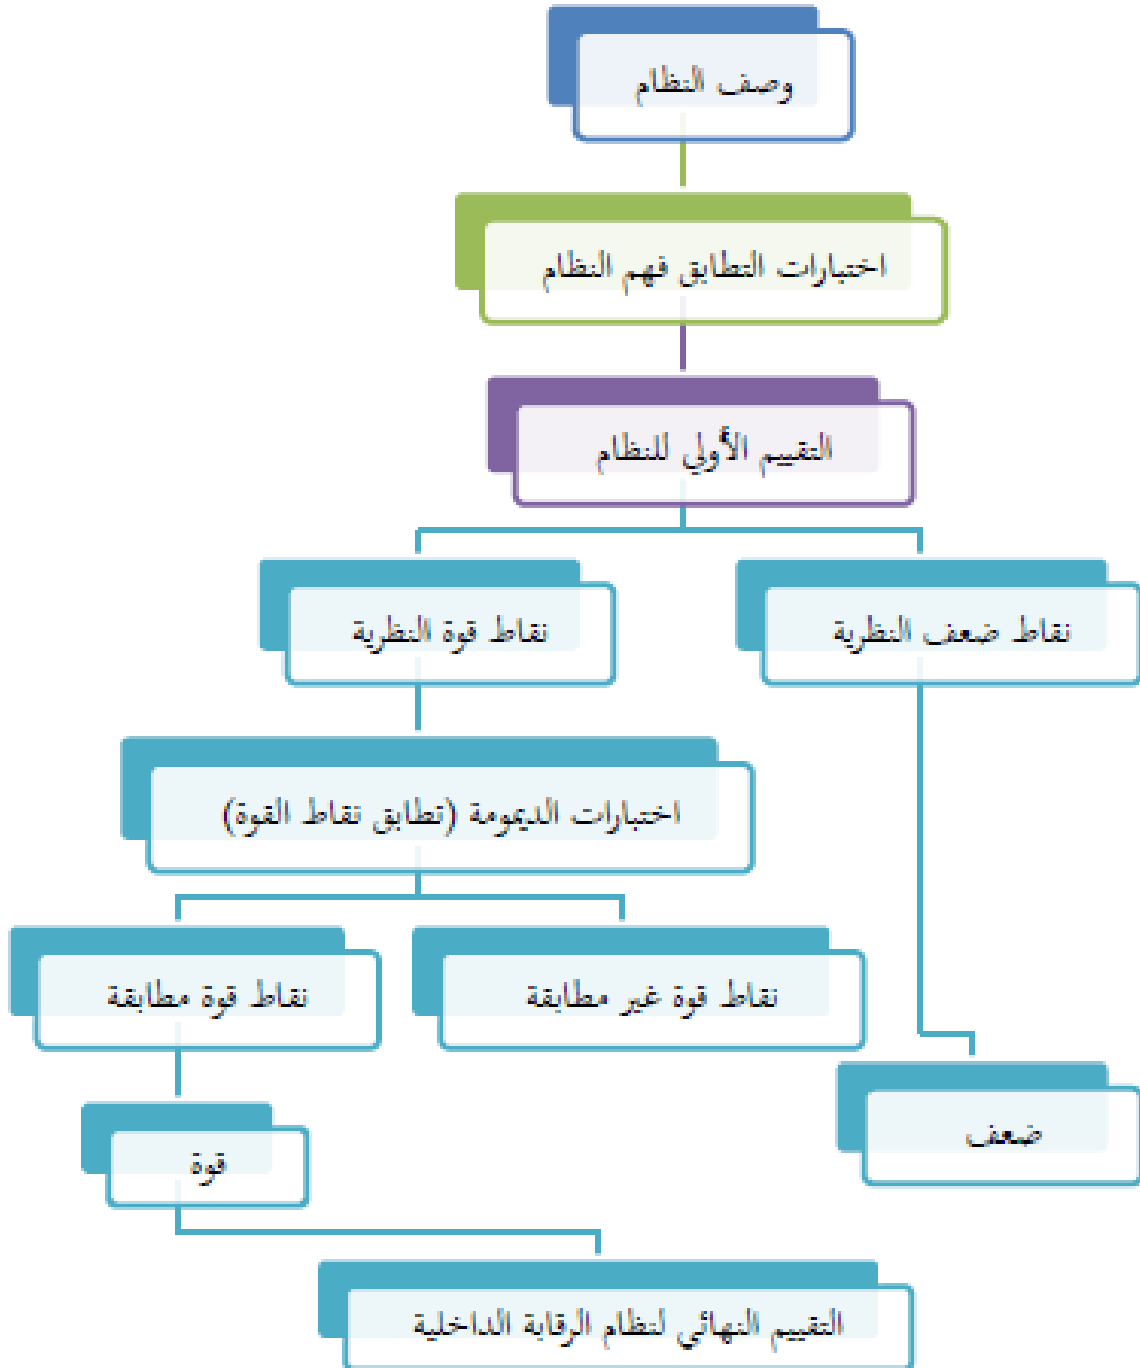 وصف النظام
اختبارات التطابق فهم النظام
التقييم الأولي للنظام
نقاط ضعف النظرية
نقاط قوة النظرية
اختبارات الديمومة (تطابق نقاط القوة)
نقاط قوة غير مطابقة
نقاط قوة مطابقة
ضعف
قوة
التقييم النهائي لنظام الرقابة الداخلية